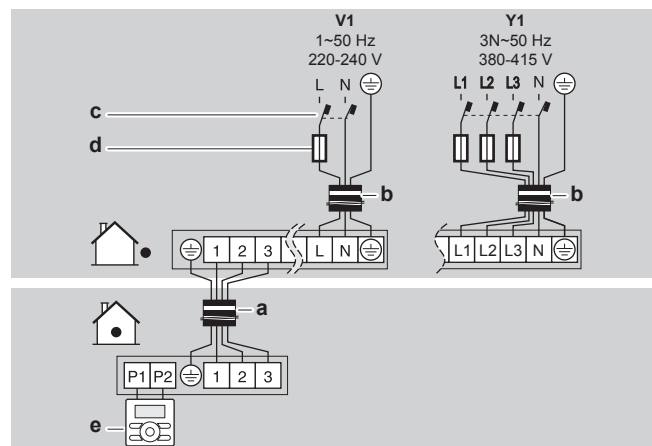 V1 Y1
1~50 Hz 3N~50 Hz
220-240 V 380-415 V
L N L1 L2 L3 N
c
d
b b
1 2 3 L N L1 L2 L3 N
a
P1 P2 1 2 3
e